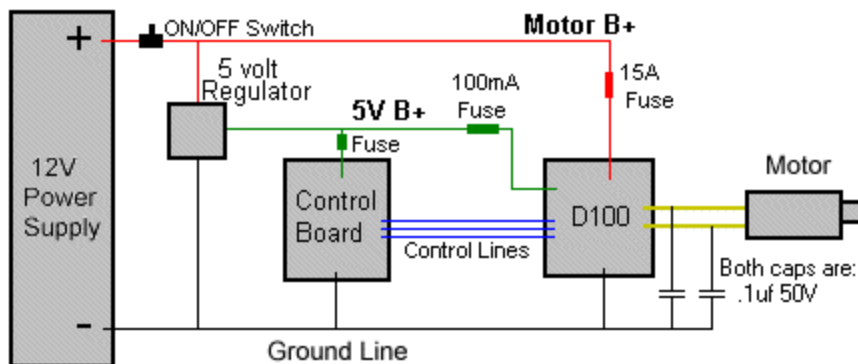 +
ON/OFF Switch
Motor B+
5 volt
Regulator
100mA
Fuse
15A
Fuse
5V B+
Fuse
12V
Power
Supply
Control
Board
D100
Motor
Control Lines
Both caps are:
.1uf 50V
-
Ground Line